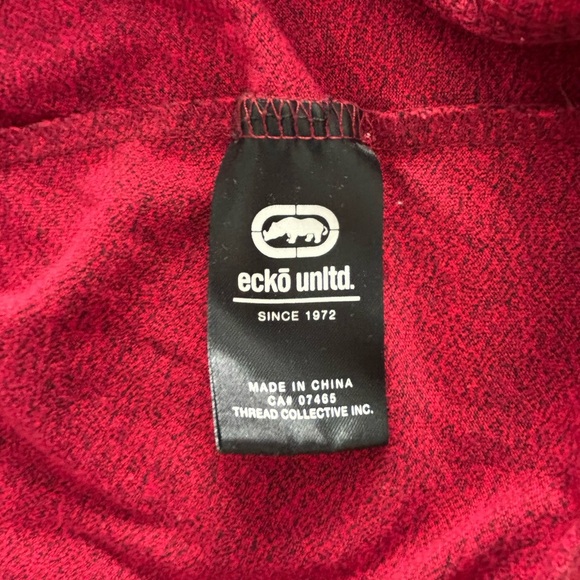 eckō unltd.
SINCE 1972
MADE IN CHINA
CA# 07465
THREAD COLLECTIVE INC.